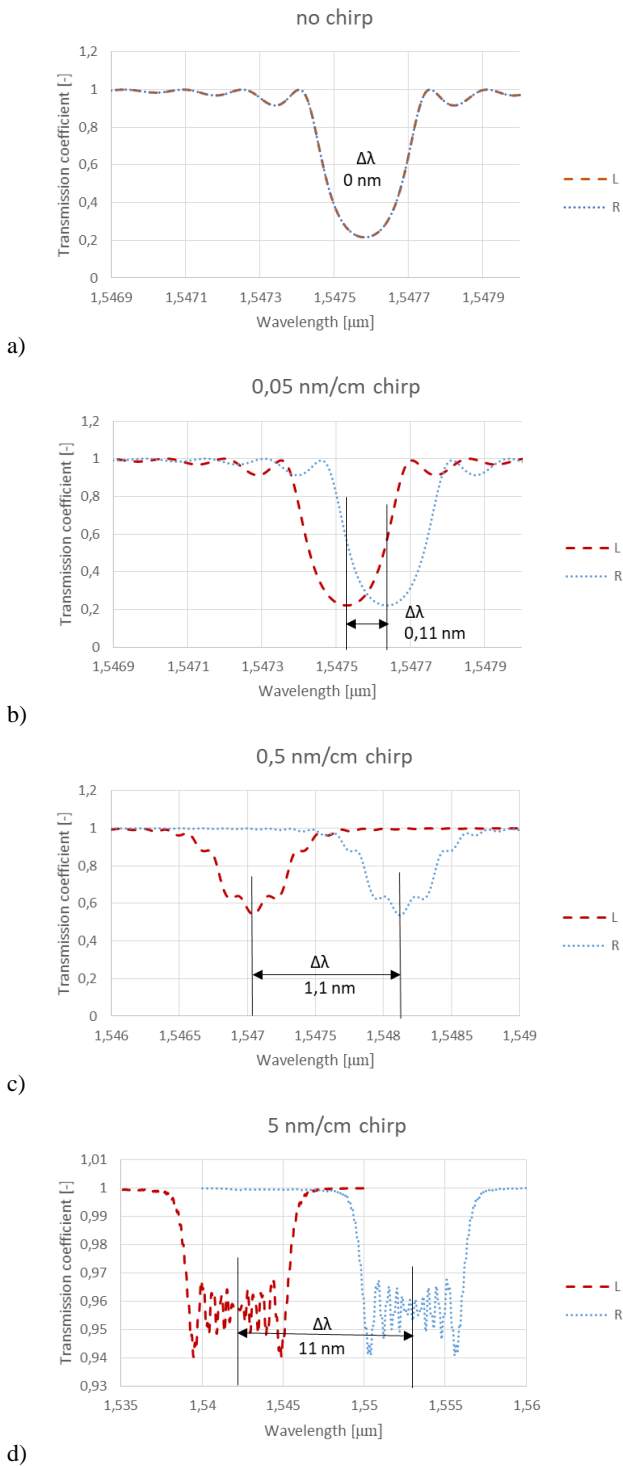 no chirp
1,2
1
0,8
0,6
0,4
0,2
0
Transmission coefficient [-]
Δλ
0 nm
L
R
1,5469 1,5471 1,5473 1,5475 1,5477 1,5479
Wavelength [μm]
a)
0,05 nm/cm chirp
1,2
1
0,8
0,6
0,4
0,2
0
Transmission coefficient [-]
Δλ
0,11 nm
L
R
1,5469 1,5471 1,5473 1,5475 1,5477 1,5479
Wavelength [μm]
b)
0,5 nm/cm chirp
1,2
1
0,8
0,6
0,4
0,2
0
Transmission coefficient [-]
Δλ
1,1 nm
L
R
1,546 1,5465 1,547 1,5475 1,548 1,5485 1,549
Wavelength [μm]
c)
5 nm/cm chirp
1,01
1
0,99
0,98
0,97
0,96
0,95
0,94
0,93
Transmission coefficient [-]
Δλ
11 nm
L
R
1,535 1,54 1,545 1,55 1,555 1,56
Wavelength [μm]
d)